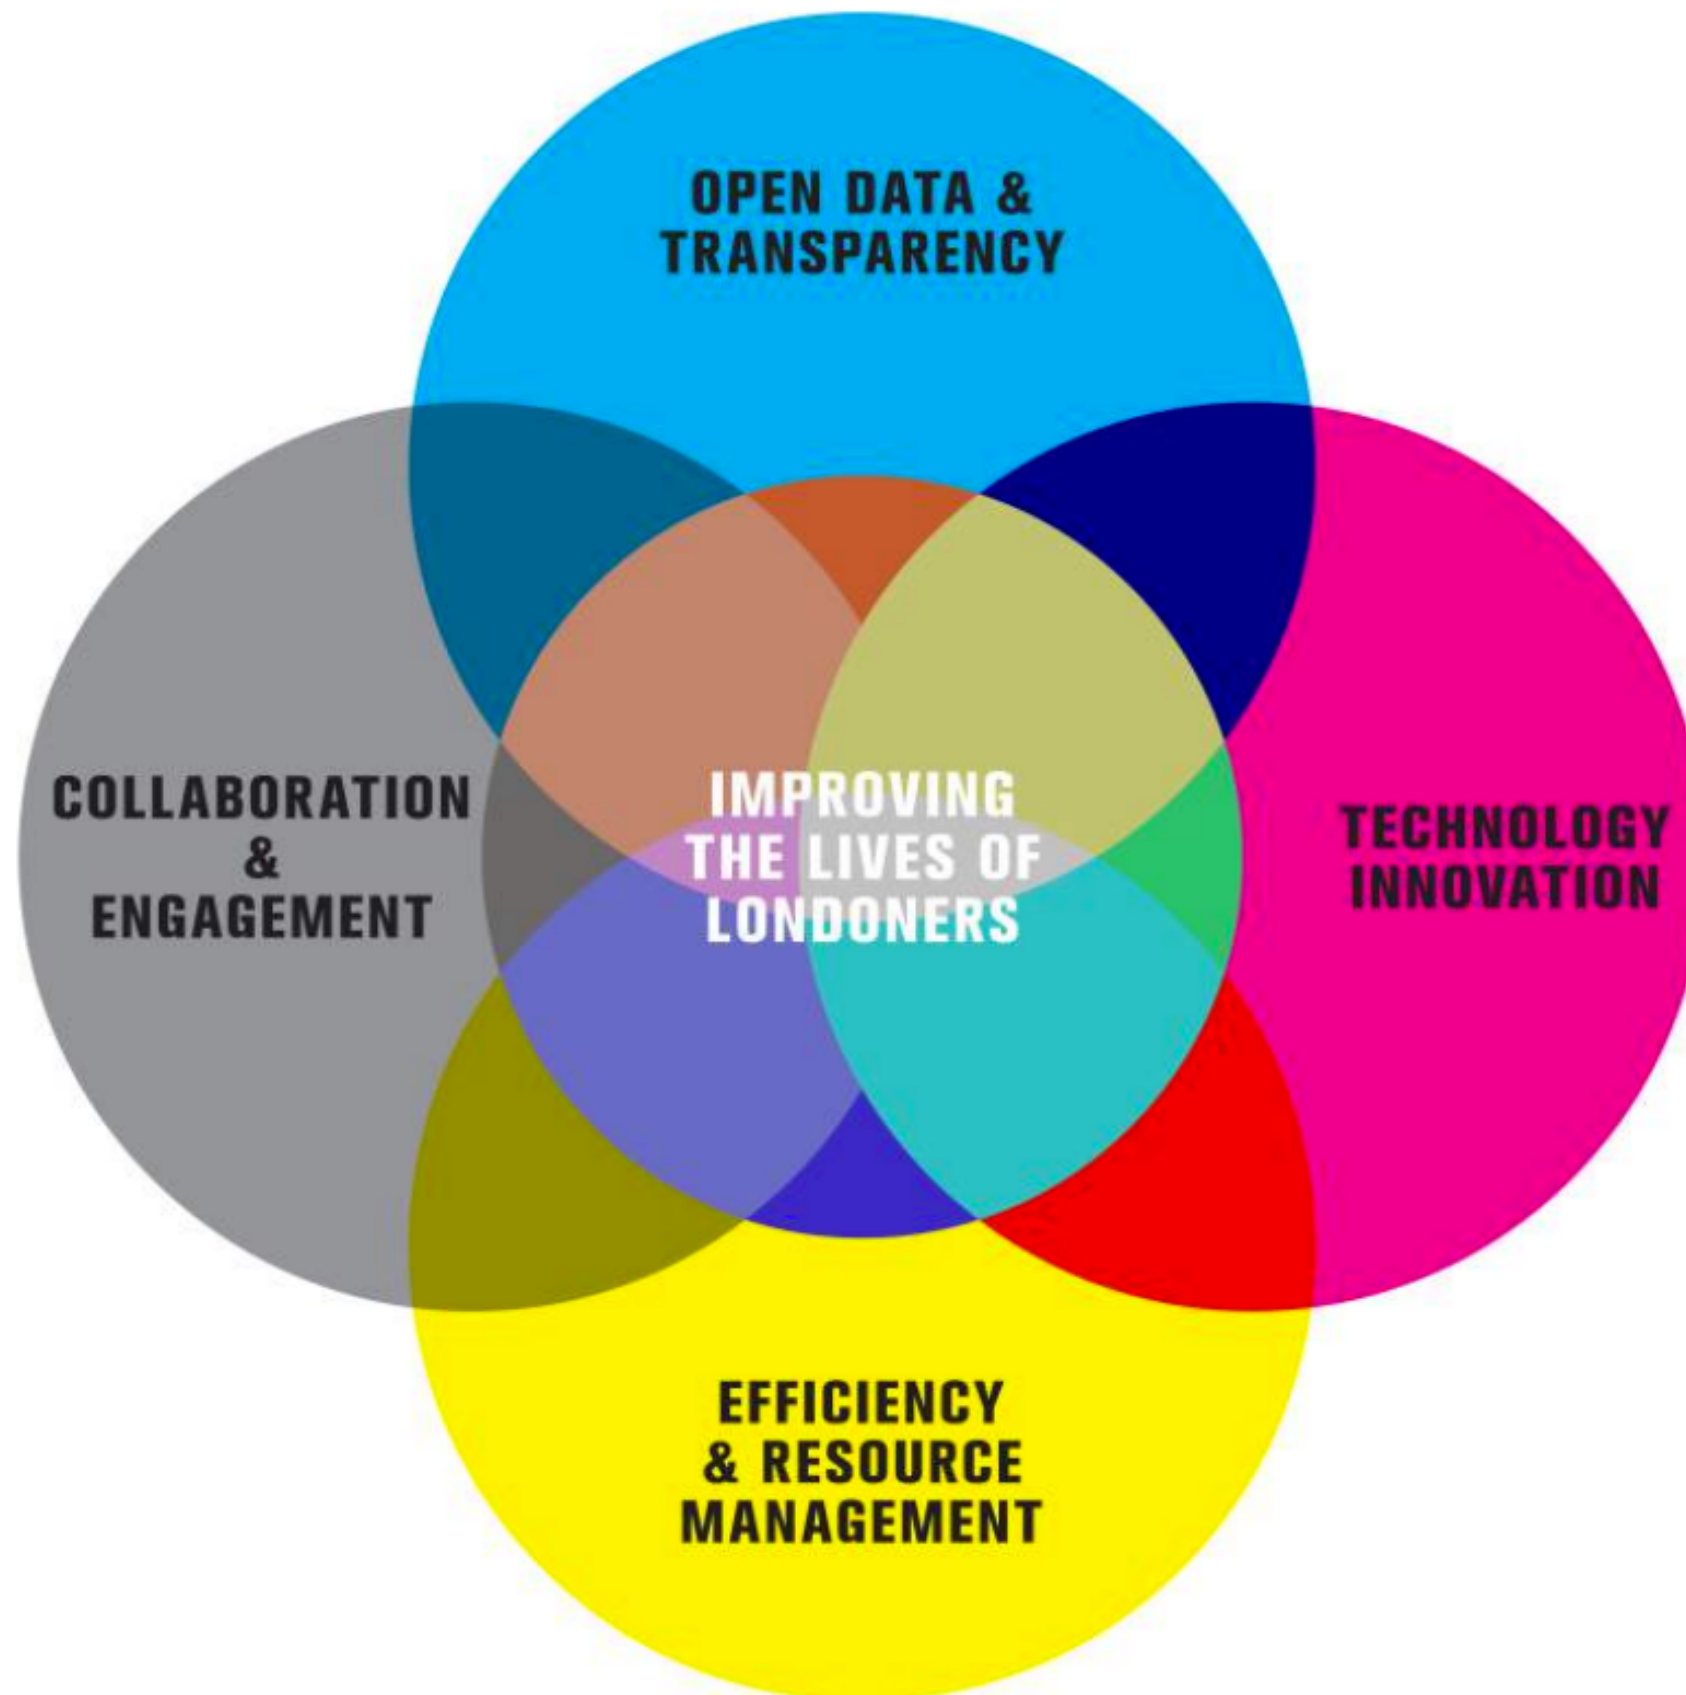 OPEN DATA &
TRANSPARENCY
COLLABORATION
&
ENGAGEMENT
IMPROVING
THE LIVES OF
LONDONERS
TECHNOLOGY
INNOVATION
EFFICIENCY
& RESOURCE
MANAGEMENT